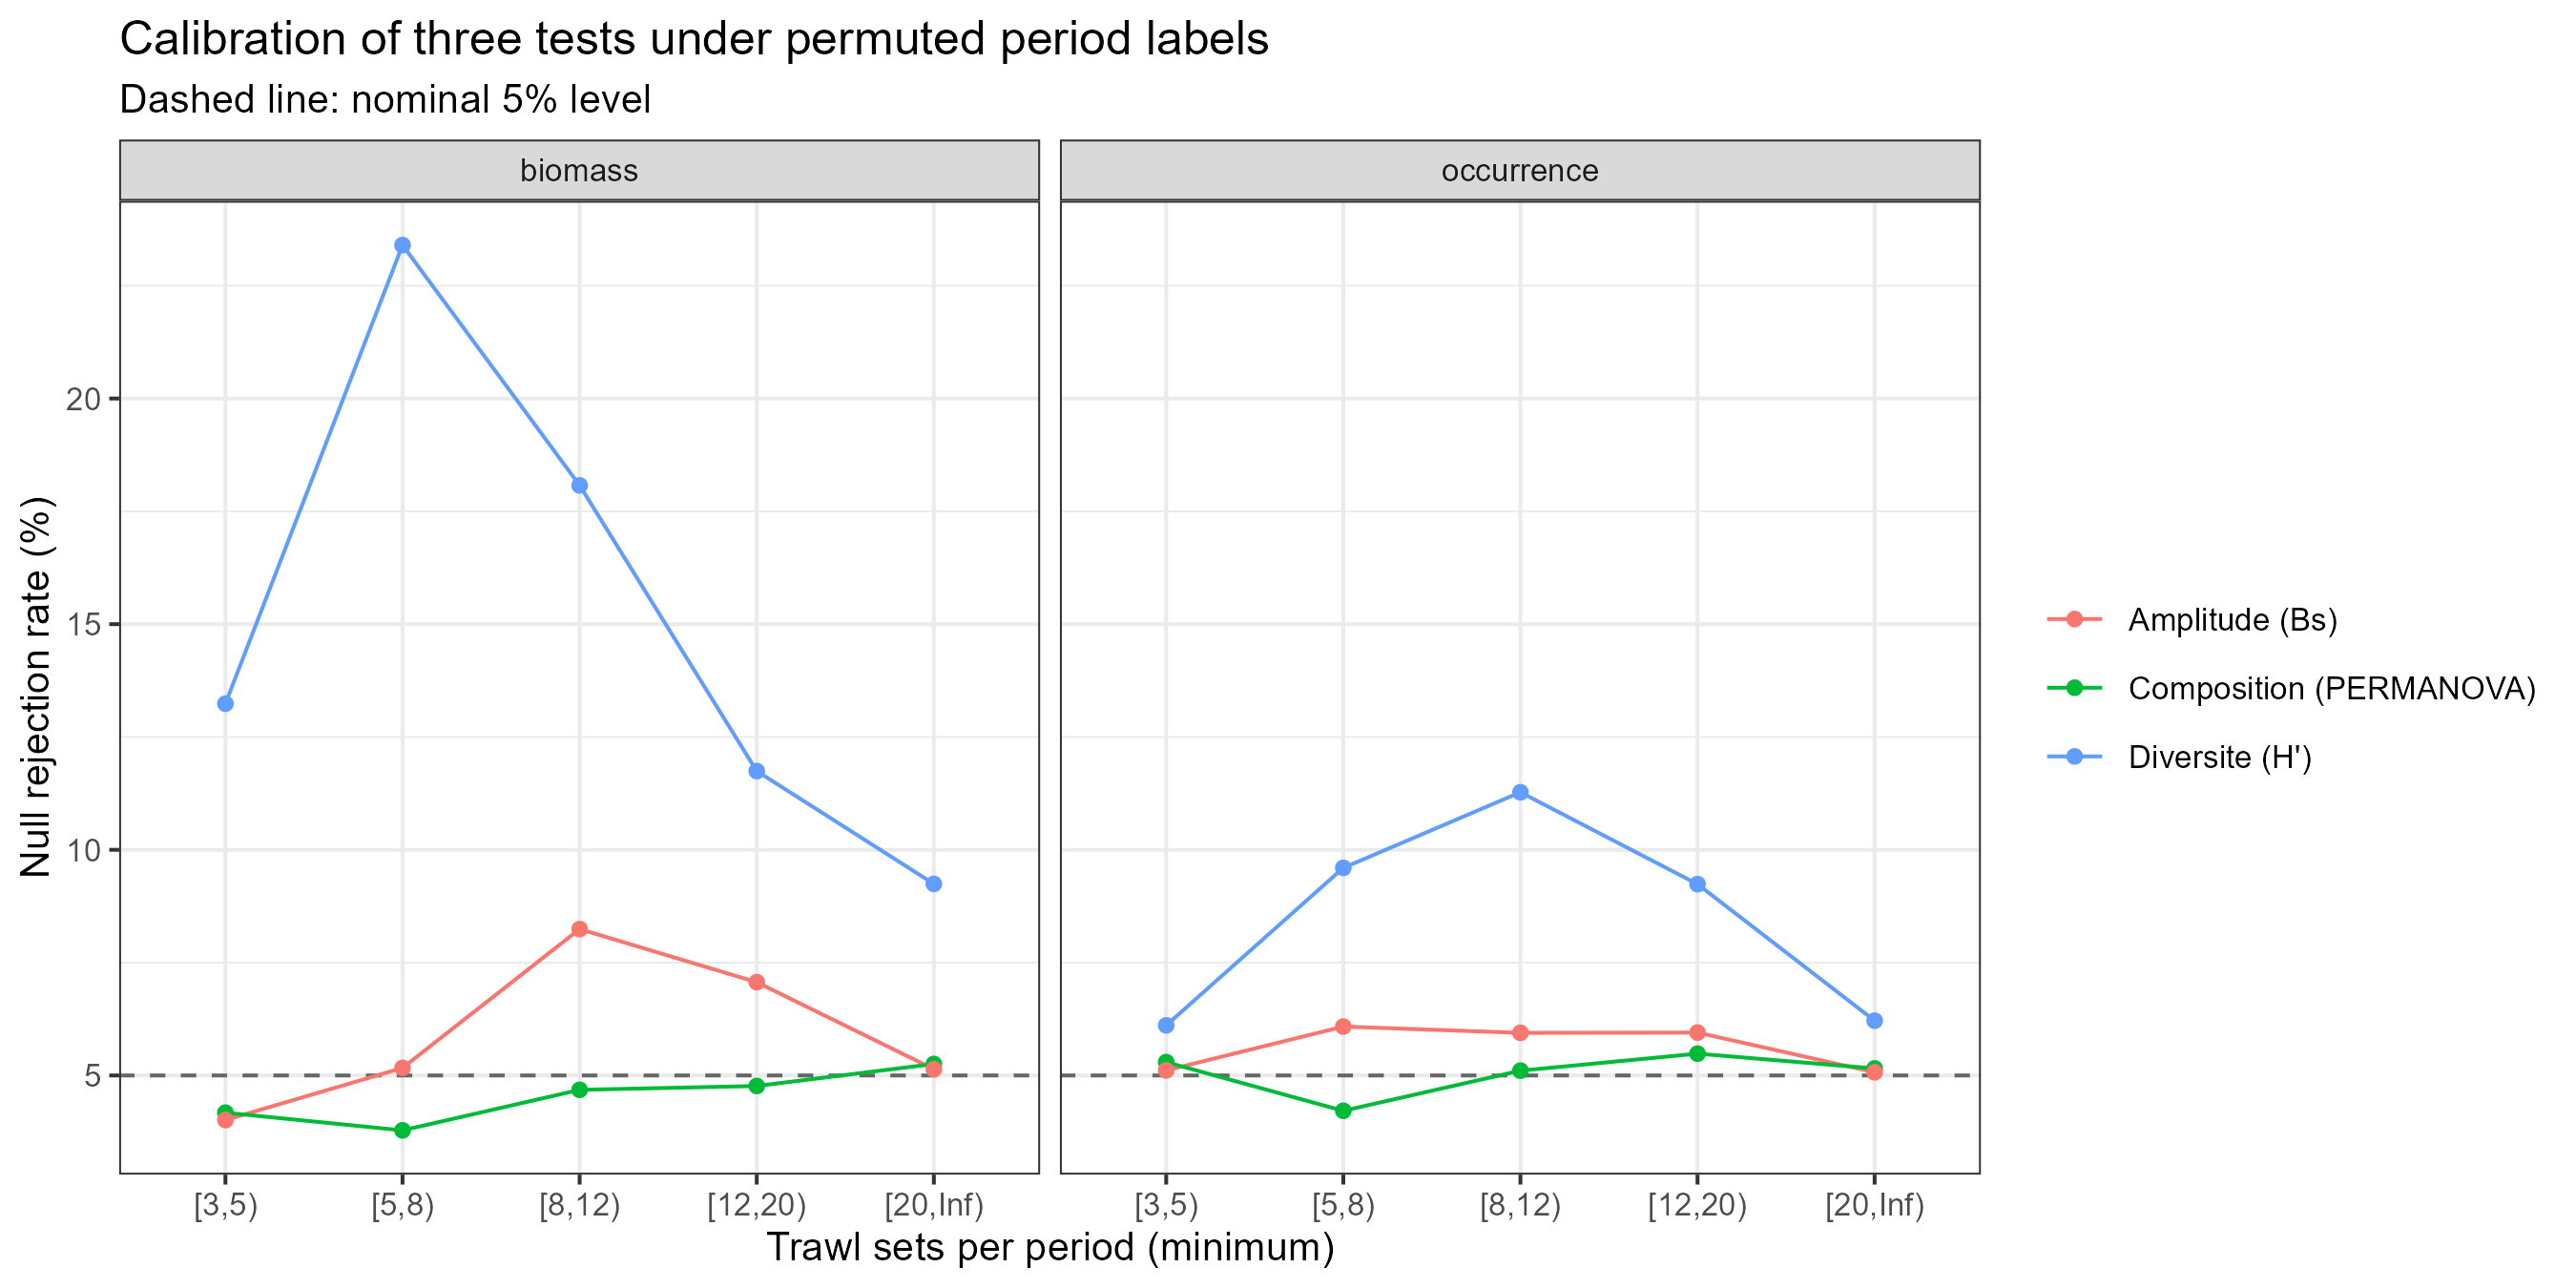 Calibration of three tests under permuted period labels
Dashed line: nominal 5% level
biomass
occurrence
Null rejection rate (%)
20
15
10
5
[3,5) [5,8) [8,12) [12,20) [20,Inf)
[3,5) [5,8) [8,12) [12,20) [20,Inf)
Trawl sets per period (minimum)
Amplitude (Bs)
Composition (PERMANOVA)
Diversite (H')